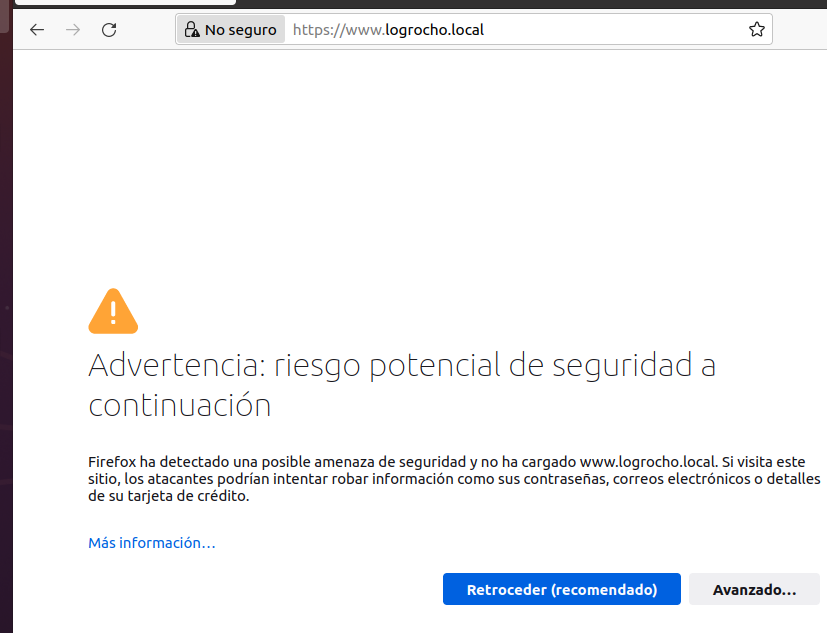 No seguro https://www.logrocho.local
Advertencia: riesgo potencial de seguridad a
continuación
Firefox ha detectado una posible amenaza de seguridad y no ha cargado www.logrocho.local. Si visita este
sitio, los atacantes podrían intentar robar información como sus contraseñas, correos electrónicos o detalles
de su tarjeta de crédito.
Más información...
Retroceder (recomendado) Avanzado...